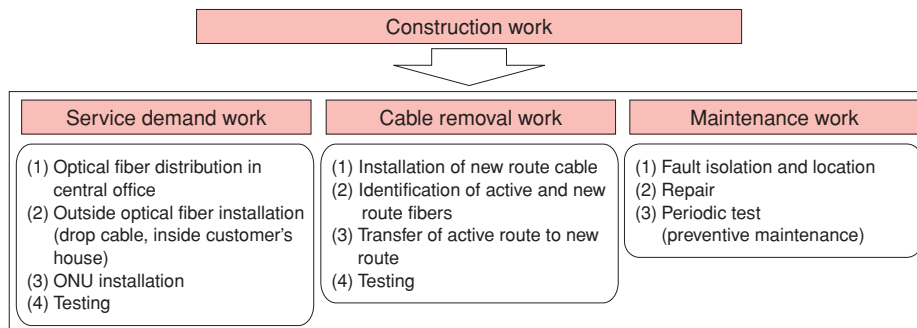 Construction work
Service demand work
(1) Optical fiber distribution in
central office
(2) Outside optical fiber installation
(drop cable, inside customer's
house)
(3) ONU installation
(4) Testing
Cable removal work
(1) Installation of new route cable
(2) Identification of active and new
route fibers
(3) Transfer of active route to new
route
(4) Testing
Maintenance work
(1) Fault isolation and location
(2) Repair
(3) Periodic test
(preventive maintenance)